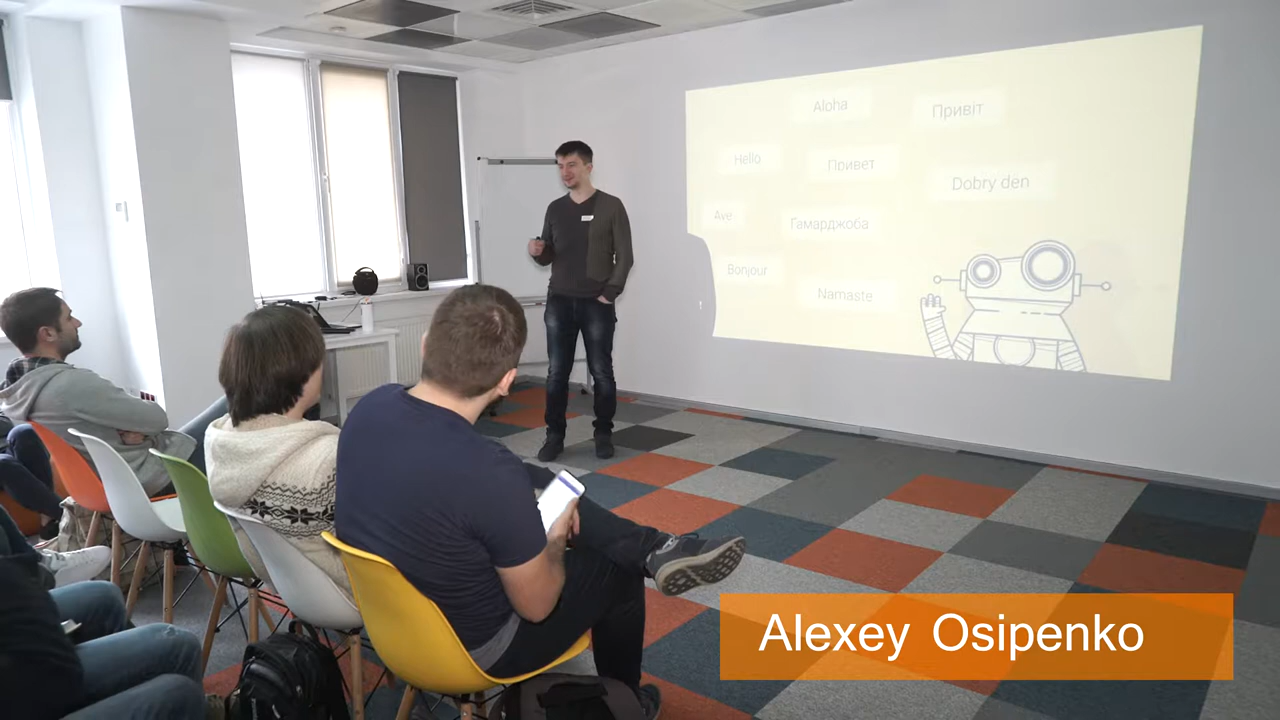 Aloha
Привіт
Hello
Привет
Dobry den
Ave
Гамарджоба
Bonjour
Namaste
Alexey Osipenko